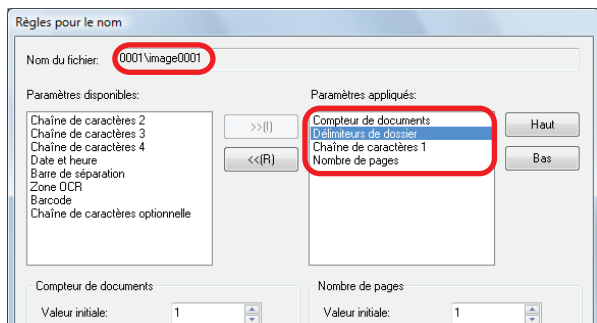 Règles pour le nom
Nom du fichier: 0001\image0001
Paramètres disponibles:
Chaîne de caractères 2
Chaîne de caractères 3
Chaîne de caractères 4
Date et heure
Barre de séparation
Zone OCR
Barcode
Chaîne de caractères optionnelle
>>(I)
<<(R)
Paramètres appliqués:
Compteur de documents
Délimiteurs de dossier
Chaîne de caractères 1
Nombre de pages
Haut
Bas
Compteur de documents
Valeur initiale: 1
Nombre de pages
Valeur initiale: 1